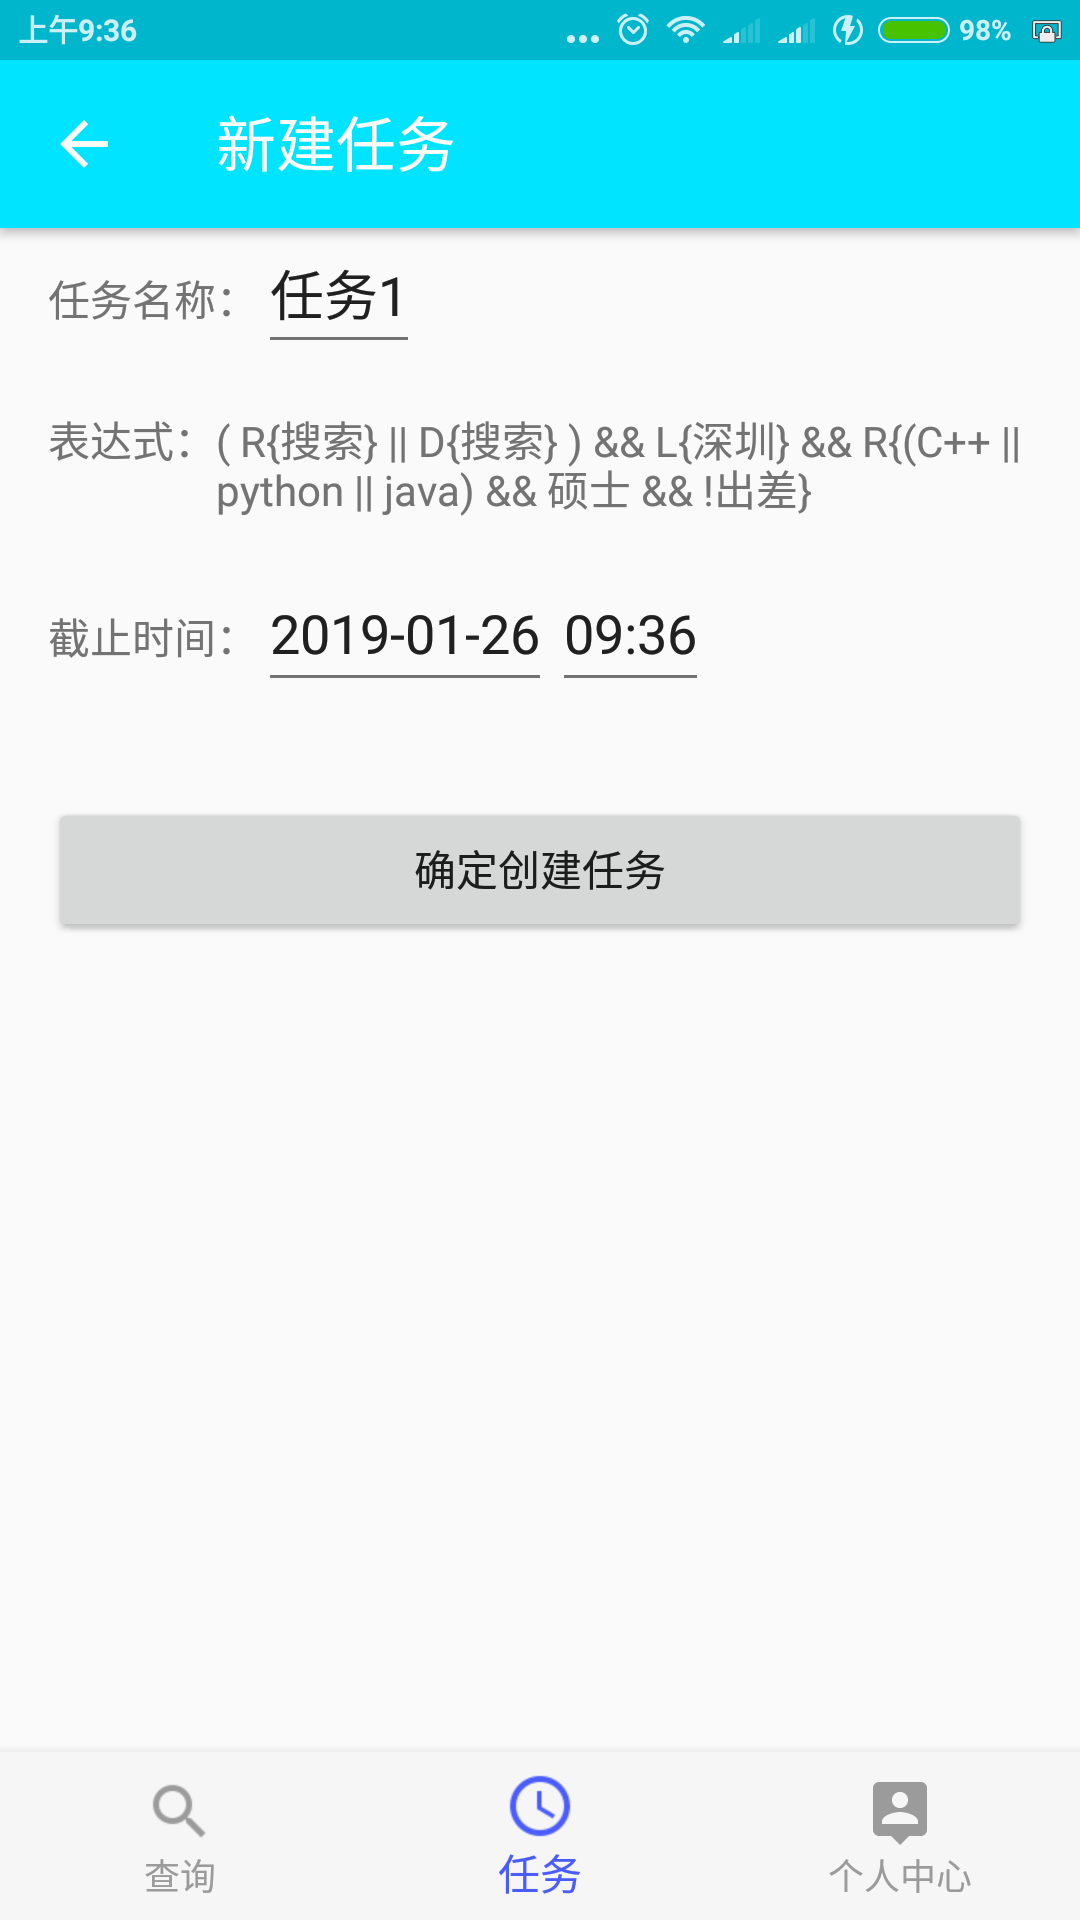 上午9:36 98%
新建任务
任务名称： 任务1
表达式： ( R{搜索} || D{搜索} ) && L{深圳} && R{(C++ ||
python || java) && 硕士 && !出差}
截止时间： 2019-01-26 09:36
确定创建任务
查询 任务 个人中心